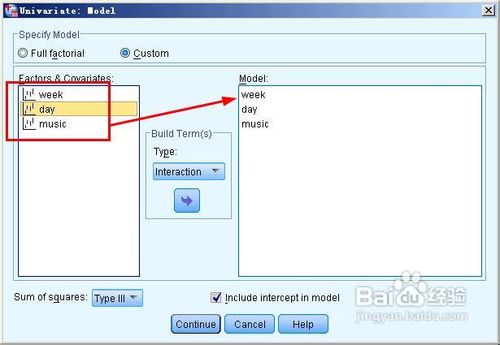 Univariate: Model
Specify Model
Full factorial Custom
Factors & Covariates: Model:
week week
day day
music music
Build Term(s)
Type:
Interaction
Sum of squares: Type III Include intercept in model
Continue Cancel Help
Baidu 经验
jingyan.baidu.com